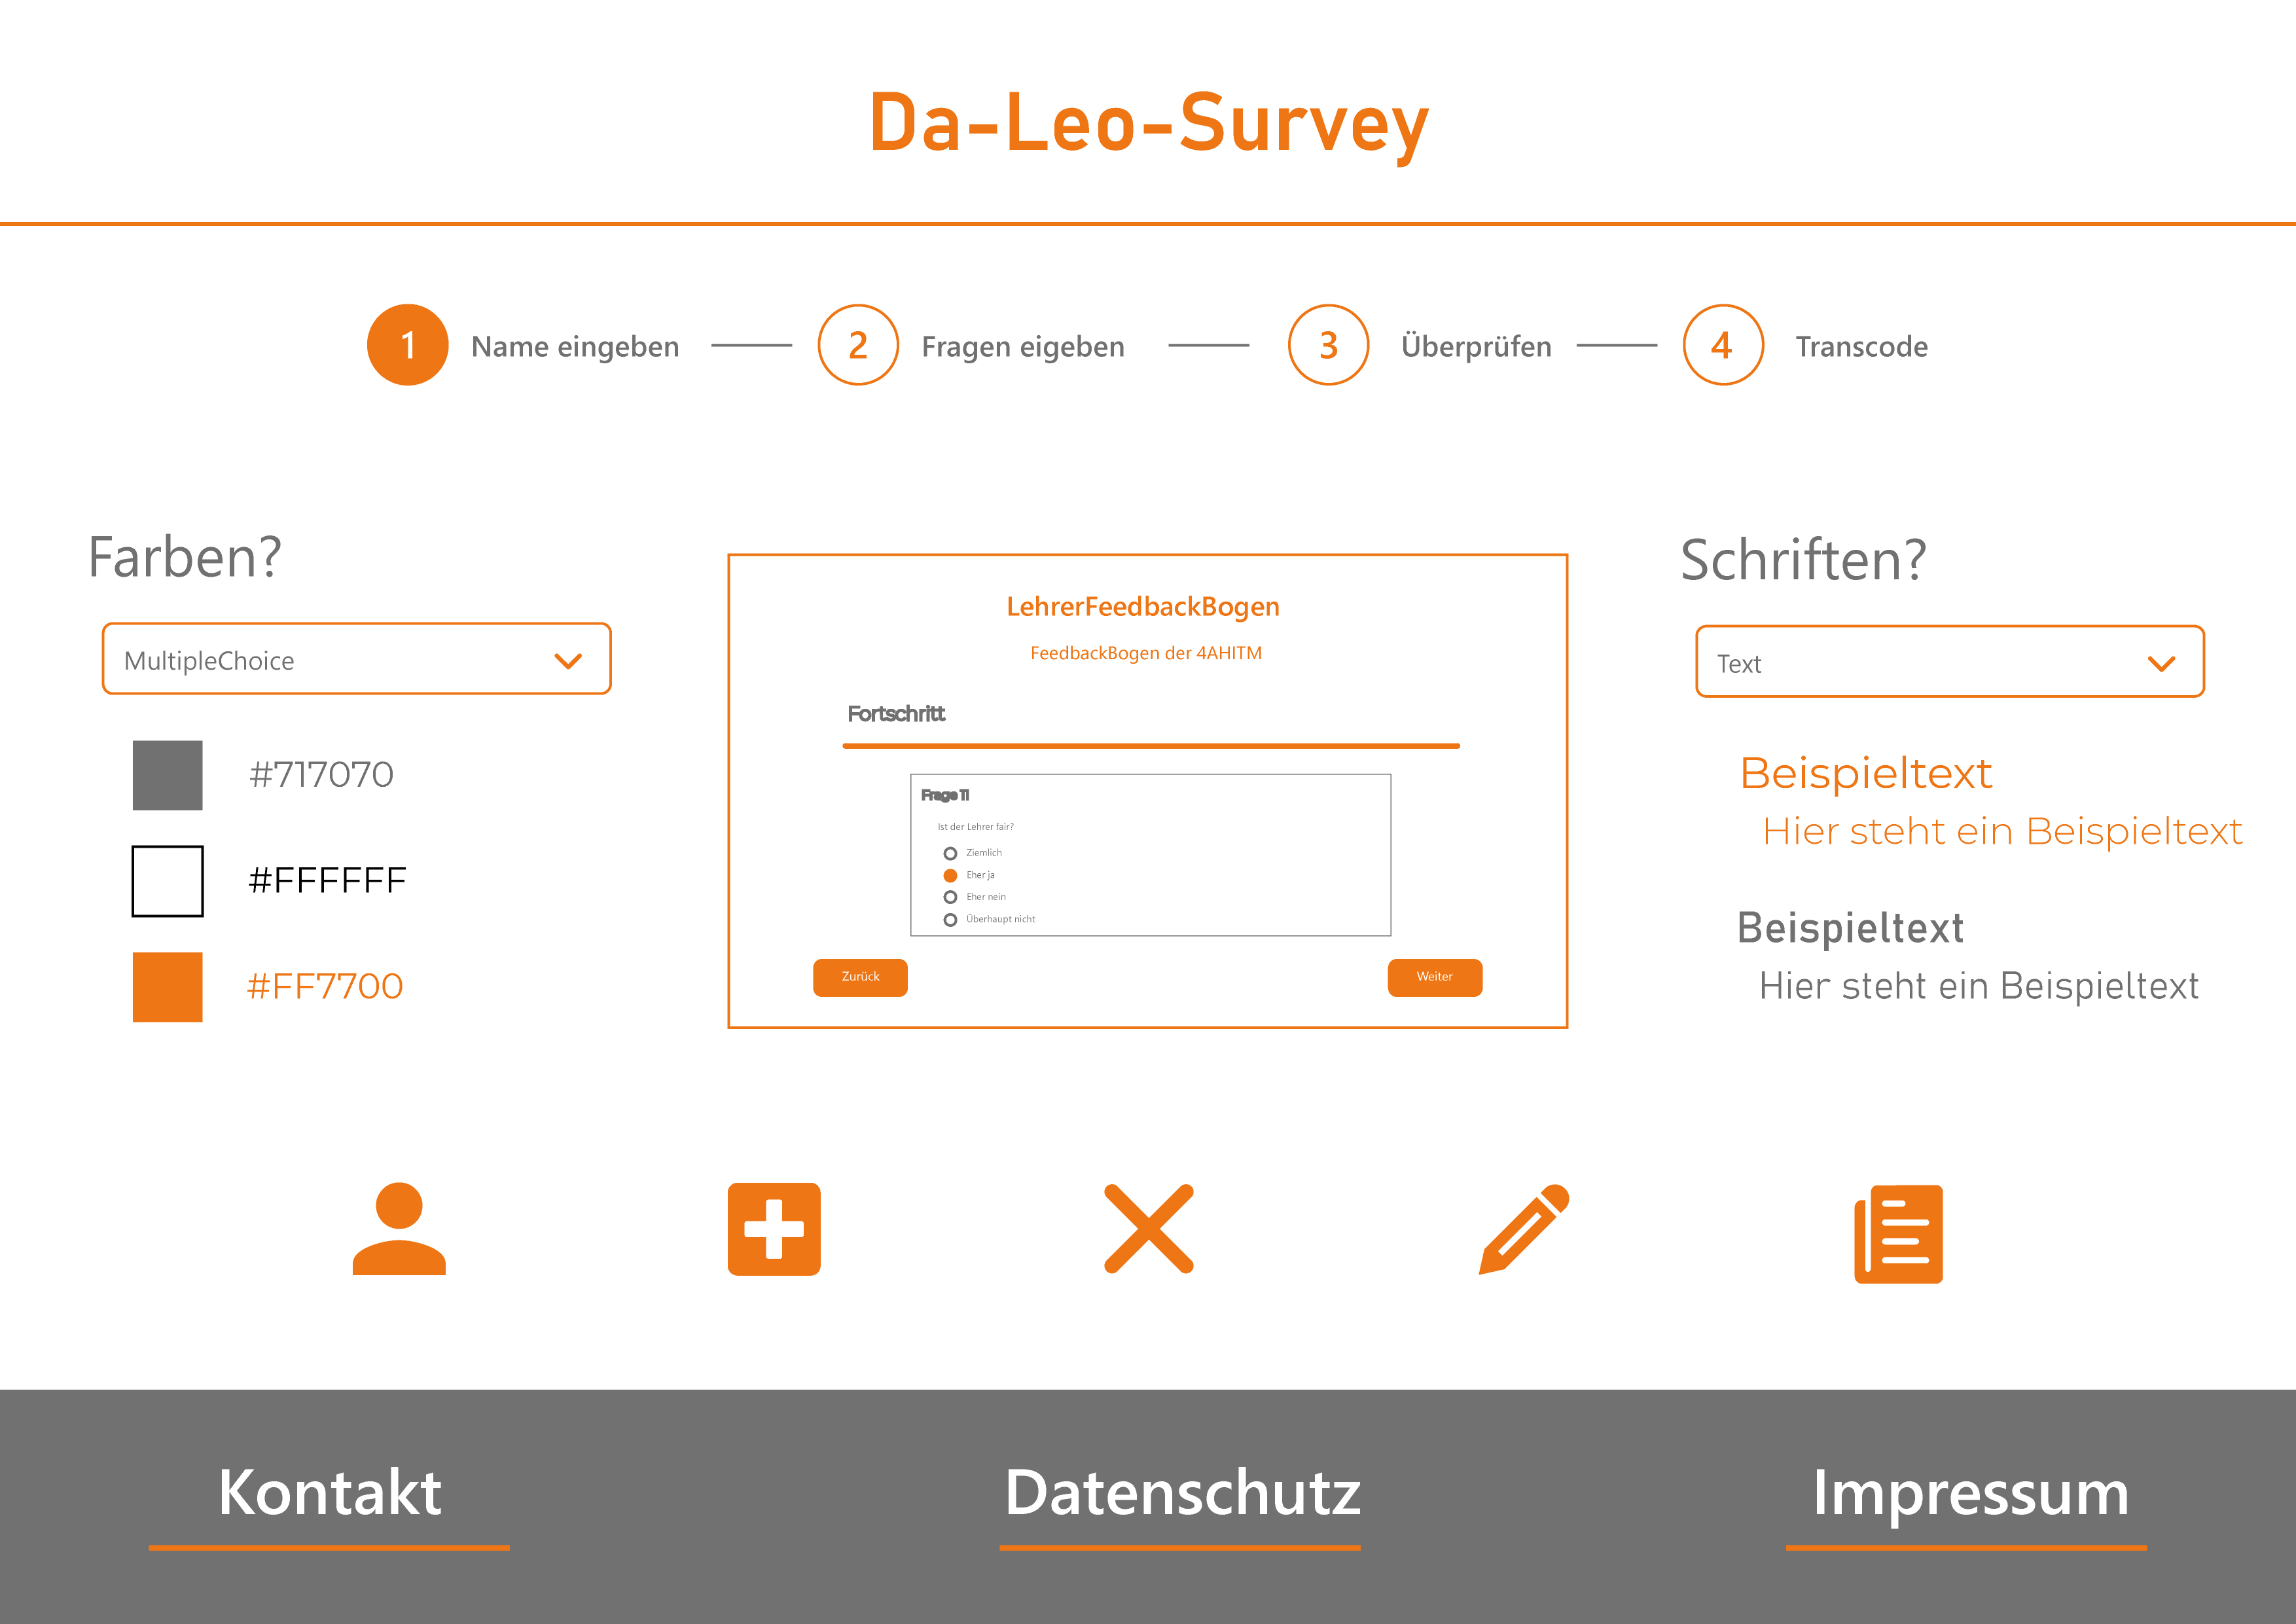 Da-Leo-Survey
1 Name eingeben 2 Fragen eigeben 3 Überprüfen 4 Transcode
Farben?
MultipleChoice
#717070
#FFFFFF
#FF7700
LehrerFeedbackBogen
FeedbackBogen der 4AHITM
Fortschritt
Frage 11
Ist der Lehrer fair?
Ziemlich
Eher ja
Eher nein
Überhaupt nicht
Zurück Weiter
Schriften?
Text
Beispieltext
Hier steht ein Beispieltext
Beispieltext
Hier steht ein Beispieltext
Kontakt Datenschutz Impressum